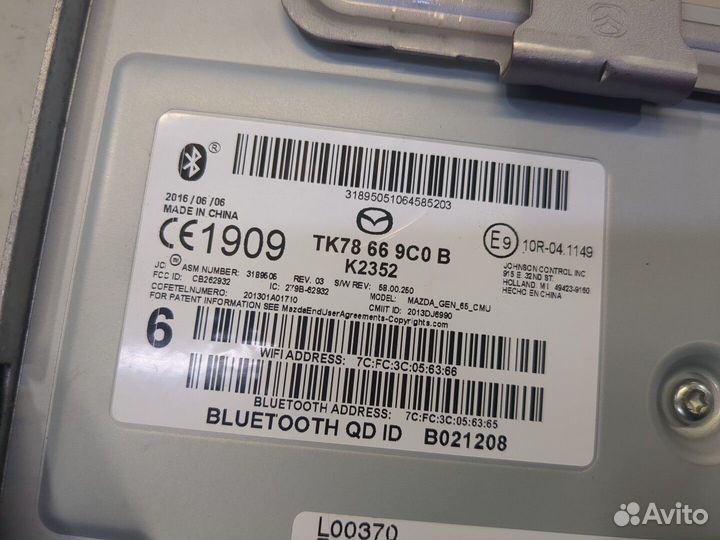 ®
31895051064585203
2016/06/06
MADE IN CHINA
CE1909
TK78 66 9C0 B
K2352
E9 10R-04.1149
JOHNSON CONTROL INC
915 E. 32ND ST.
HOLLAND, M I. 49423-9160
HECHO EN CHINA
JCI ASM NUMBER: 3189505 REV. 03 S/W REV: 58.00.250
FCC ID: CB262932 IC: 279B-62932 MODEL: MAZDA_GEN_65_CMU
COFETELNUMERO: 201301A01710 CMIIT ID: 2013DJ6990
FOR PATENT INFORMATION SEE MazdaEndUserAgreements-Copyrights.com
6
WIFI ADDRESS: 7C:FC:3C:05:63:66
BLUETOOTH ADDRESS: 7C:FC:3C:05:63:65
BLUETOOTH QD ID B021208
L00370
Avito